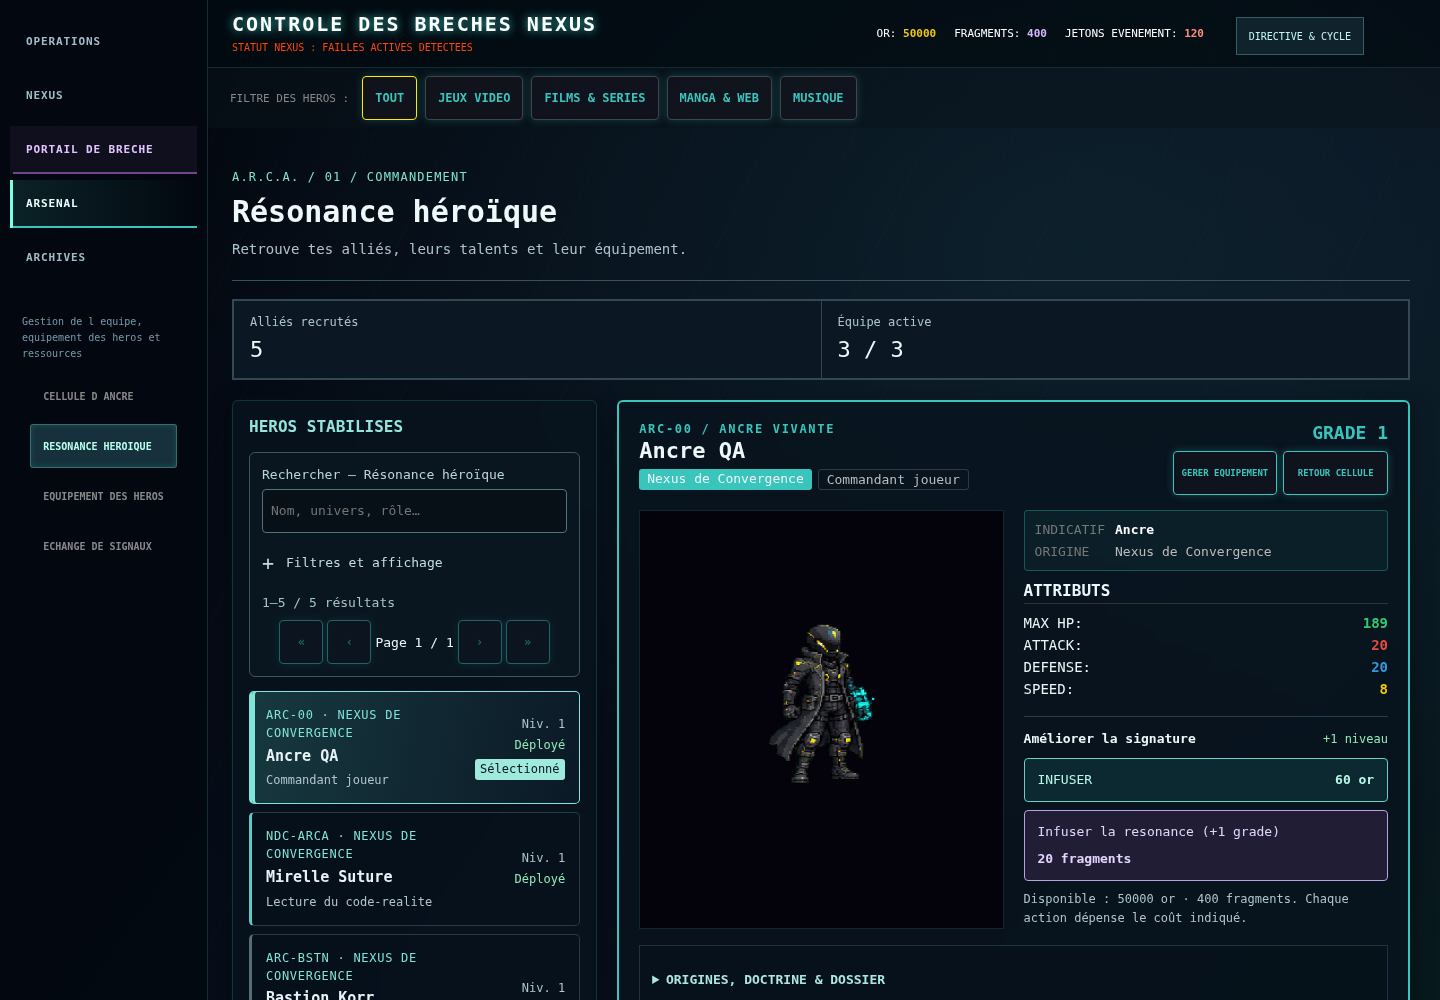 OPERATIONS
NEXUS
PORTAIL DE BRECHE
ARSENAL
ARCHIVES
Gestion de l equipe,
equipement des heros et
ressources
CELLULE D ANCRE
RESONANCE HEROIQUE
EQUIPEMENT DES HEROS
ECHANGE DE SIGNAUX
CONTROLE DES BRECHES NEXUS
STATUT NEXUS : FAILLES ACTIVES DETECTEES
OR: 50000 FRAGMENTS: 400 JETONS EVENEMENT: 120
DIRECTIVE & CYCLE
FILTRE DES HEROS : TOUT JEUX VIDEO FILMS & SERIES MANGA & WEB MUSIQUE
A.R.C.A. / 01 / COMMANDEMENT
Résonance héroïque
Retrouve tes alliés, leurs talents et leur équipement.
Alliés recrutés
5
Équipe active
3 / 3
HEROS STABILISES
Rechercher — Résonance héroïque
Nom, univers, rôle…
+ Filtres et affichage
1–5 / 5 résultats
« ‹ Page 1 / 1 › »
ARC-00 · NEXUS DE
CONVERGENCE
Ancre QA
Commandant joueur
Niv. 1
Déployé
Sélectionné
NDC-ARCA · NEXUS DE
CONVERGENCE
Mirelle Suture
Lecture du code-realite
Niv. 1
Déployé
ARC-BSTN · NEXUS DE
CONVERGENCE
Bastion Korr
Niv. 1
ARC-00 / ANCRE VIVANTE
Ancre QA
Nexus de Convergence Commandant joueur
GRADE 1
GERER EQUIPEMENT RETOUR CELLULE
INDICATIF Ancre
ORIGINE Nexus de Convergence
ATTRIBUTS
MAX HP: 189
ATTACK: 20
DEFENSE: 20
SPEED: 8
Améliorer la signature +1 niveau
INFUSER 60 or
Infuser la resonance (+1 grade)
20 fragments
Disponible : 50000 or · 400 fragments. Chaque
action dépense le coût indiqué.
▶ ORIGINES, DOCTRINE & DOSSIER